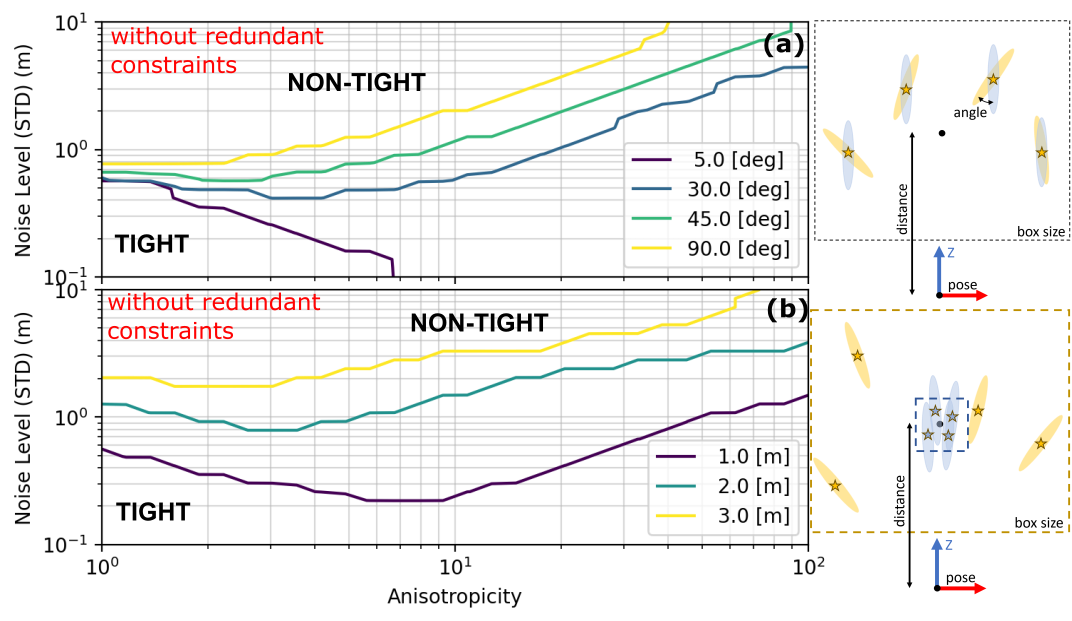 without redundant
constraints
NON-TIGHT
(a)
TIGHT
Noise Level (STD) (m)
10¹
10⁰
10⁻¹
5.0 [deg]
30.0 [deg]
45.0 [deg]
90.0 [deg]
angle
distance
box size
Z
pose
without redundant
constraints
NON-TIGHT
(b)
TIGHT
Noise Level (STD) (m)
10¹
10⁰
10⁻¹
1.0 [m]
2.0 [m]
3.0 [m]
10⁰ 10¹ 10²
Anisotropicity
distance
box size
Z
pose